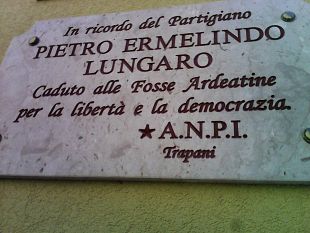 In ricordo del Partigiano
PIETRO ERMELINDO
LUNGARO
Caduto alle Fosse Ardeatine
per la libertà e la democrazia.
★A.N.P.I.
Trapani